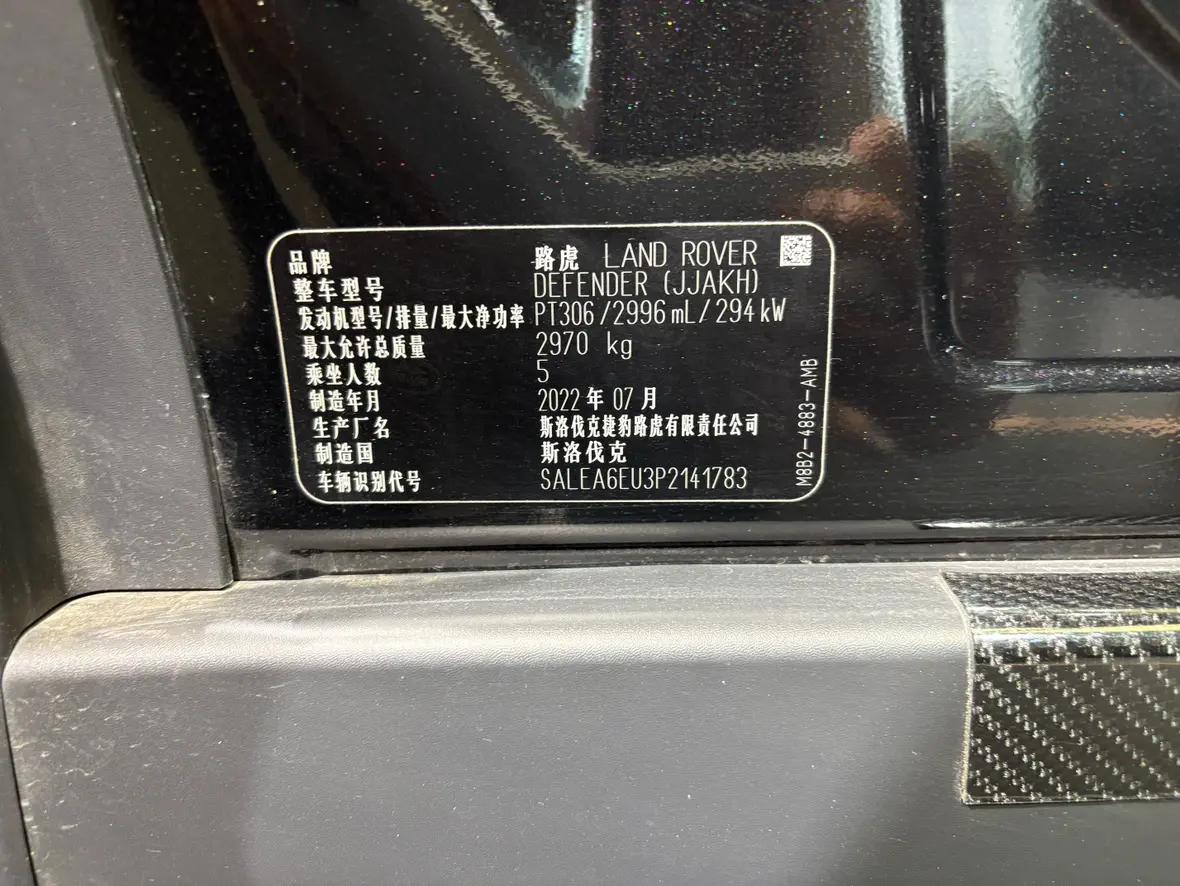 品牌 路虎 LAND ROVER
整车型号 DEFENDER (JJAKH)
发动机型号/排量/最大净功率 PT306/2996mL/294kW
最大允许总质量 2970 kg
乘坐人数 5
制造年月 2022年07月
生产厂名 斯洛伐克捷豹路虎有限责任公司
制造国 斯洛伐克
车辆识别代号 SALEA6EU3P2141783
M8B2-4883-AMB